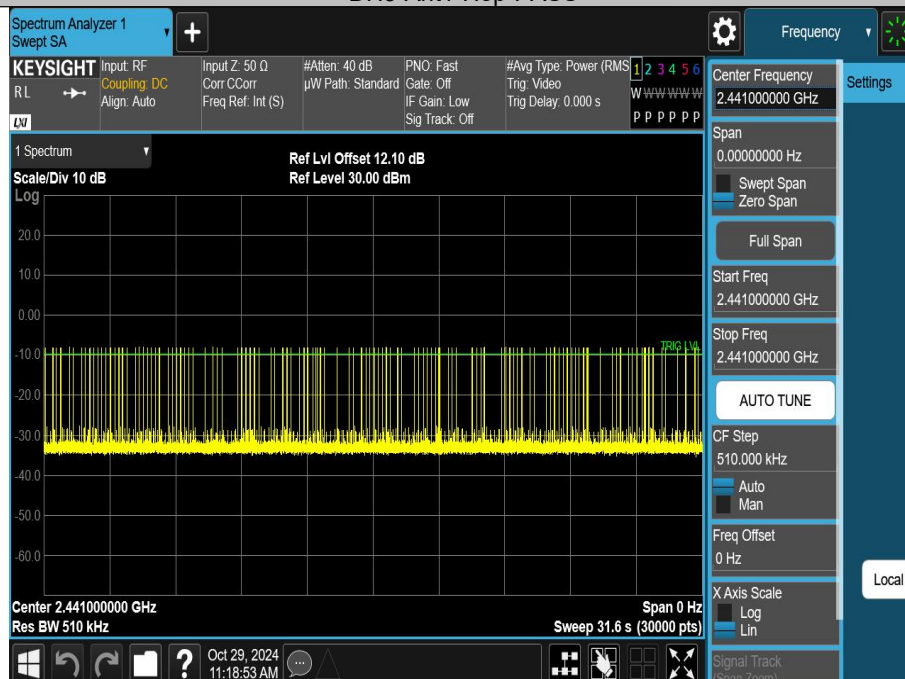 Spectrum Analyzer 1
Swept SA
Frequency
KEYSIGHT
RL
LXI
Input: RF
Coupling: DC
Align: Auto
Input Z: 50 Ω
Corr CCorr
Freq Ref: Int (S)
#Atten: 40 dB
µW Path: Standard
PNO: Fast
Gate: Off
IF Gain: Low
Sig Track: Off
#Avg Type: Power (RMS
Trig: Video
Trig Delay: 0.000 s
1 2 3 4 5 6
W W W W W W
P P P P P P
1 Spectrum
Scale/Div 10 dB
Log
Ref Lvl Offset 12.10 dB
Ref Level 30.00 dBm
20.0
10.0
0.00
-10.0
TRIG LVL
-20.0
-30.0
-40.0
-50.0
-60.0
Center 2.441000000 GHz
Res BW 510 kHz
Span 0 Hz
Sweep 31.6 s (30000 pts)
Oct 29, 2024
11:18:53 AM
Center Frequency
2.441000000 GHz
Settings
Span
0.00000000 Hz
Swept Span
Zero Span
Full Span
Start Freq
2.441000000 GHz
Stop Freq
2.441000000 GHz
AUTO TUNE
CF Step
510.000 kHz
Auto
Man
Freq Offset
0 Hz
Local
X Axis Scale
Log
Lin
Signal Track
(Span Zoom)